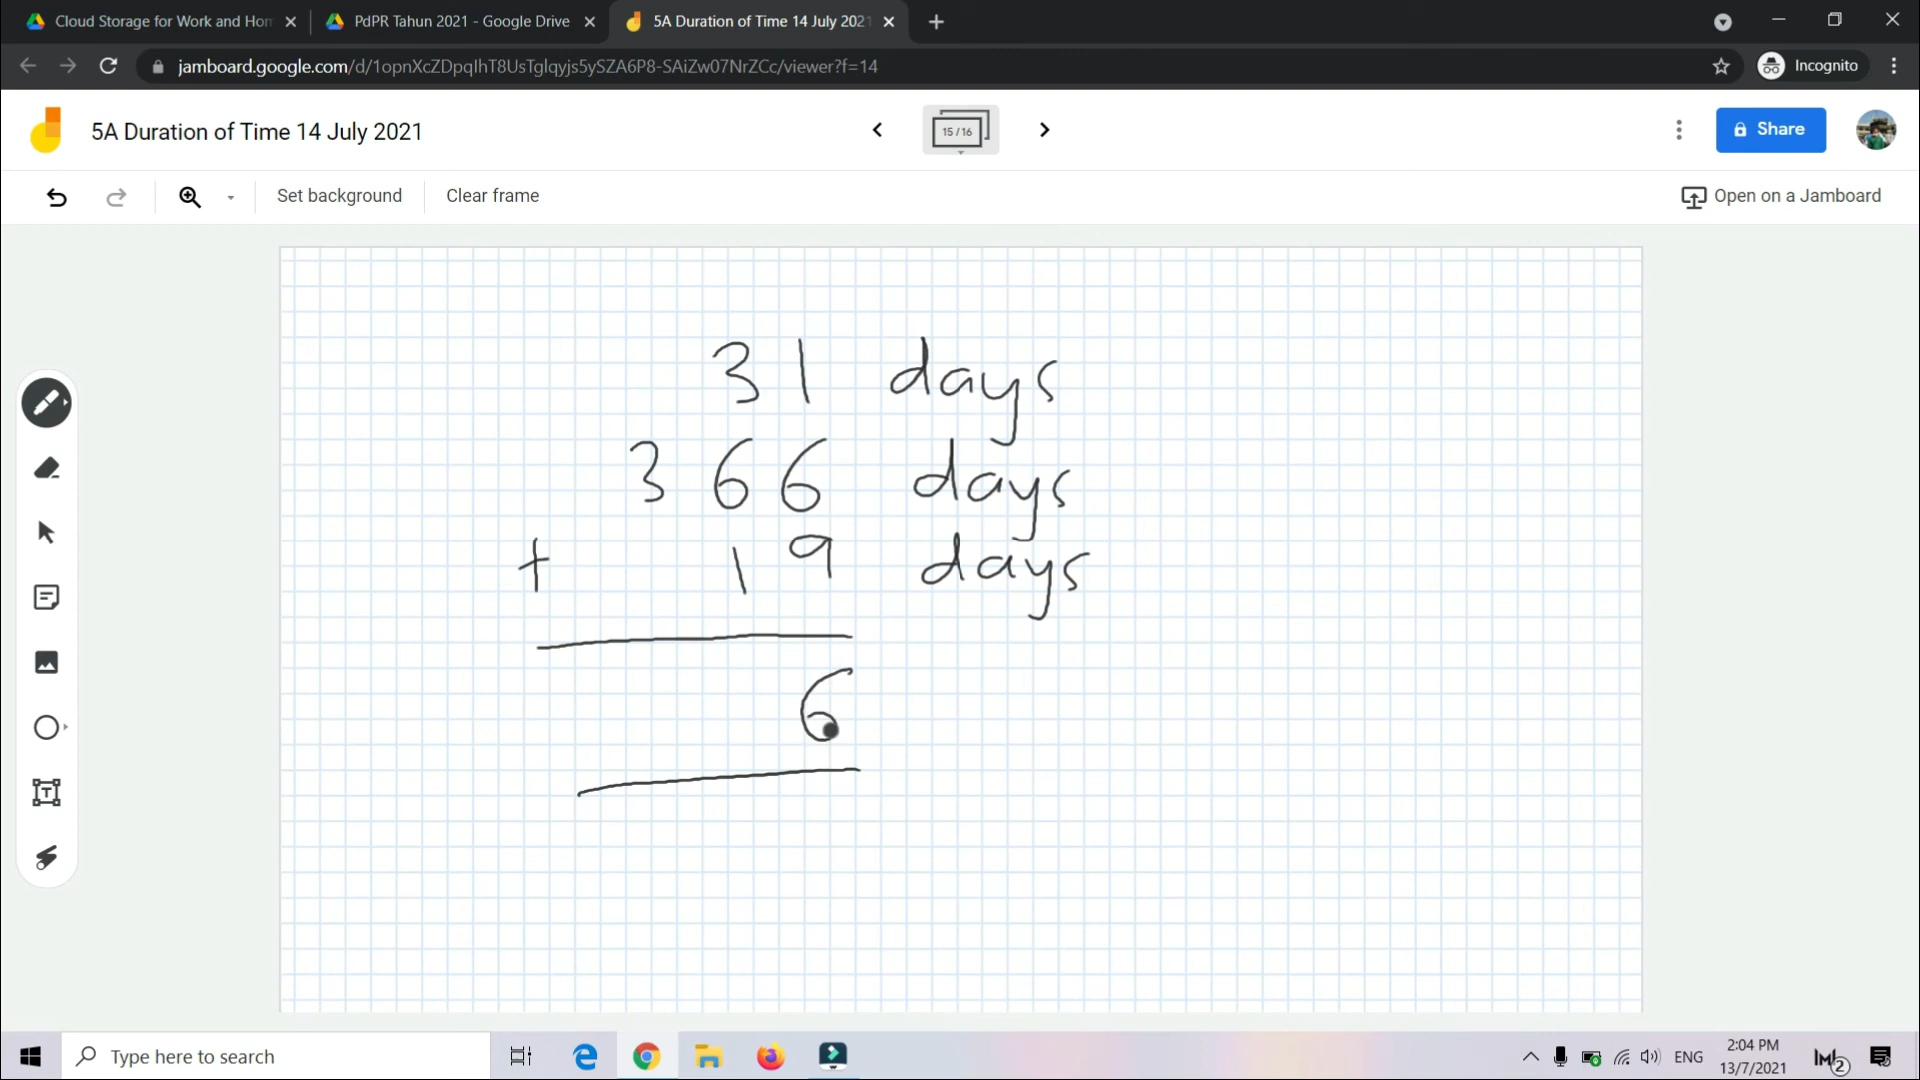 Cloud Storage for Work and Hom
PdPR Tahun 2021 - Google Drive
5A Duration of Time 14 July 2021
jamboard.google.com/d/1opnXcZDpqIhT8UsTglqyjs5ySZA6P8-SAiZw07NrZCc/viewer?f=14
Incognito
5A Duration of Time 14 July 2021
15 / 16
Share
Set background
Clear frame
Open on a Jamboard
31 days
366 days
+ 19 days
6
Type here to search
ENG
2:04 PM
13/7/2021
2